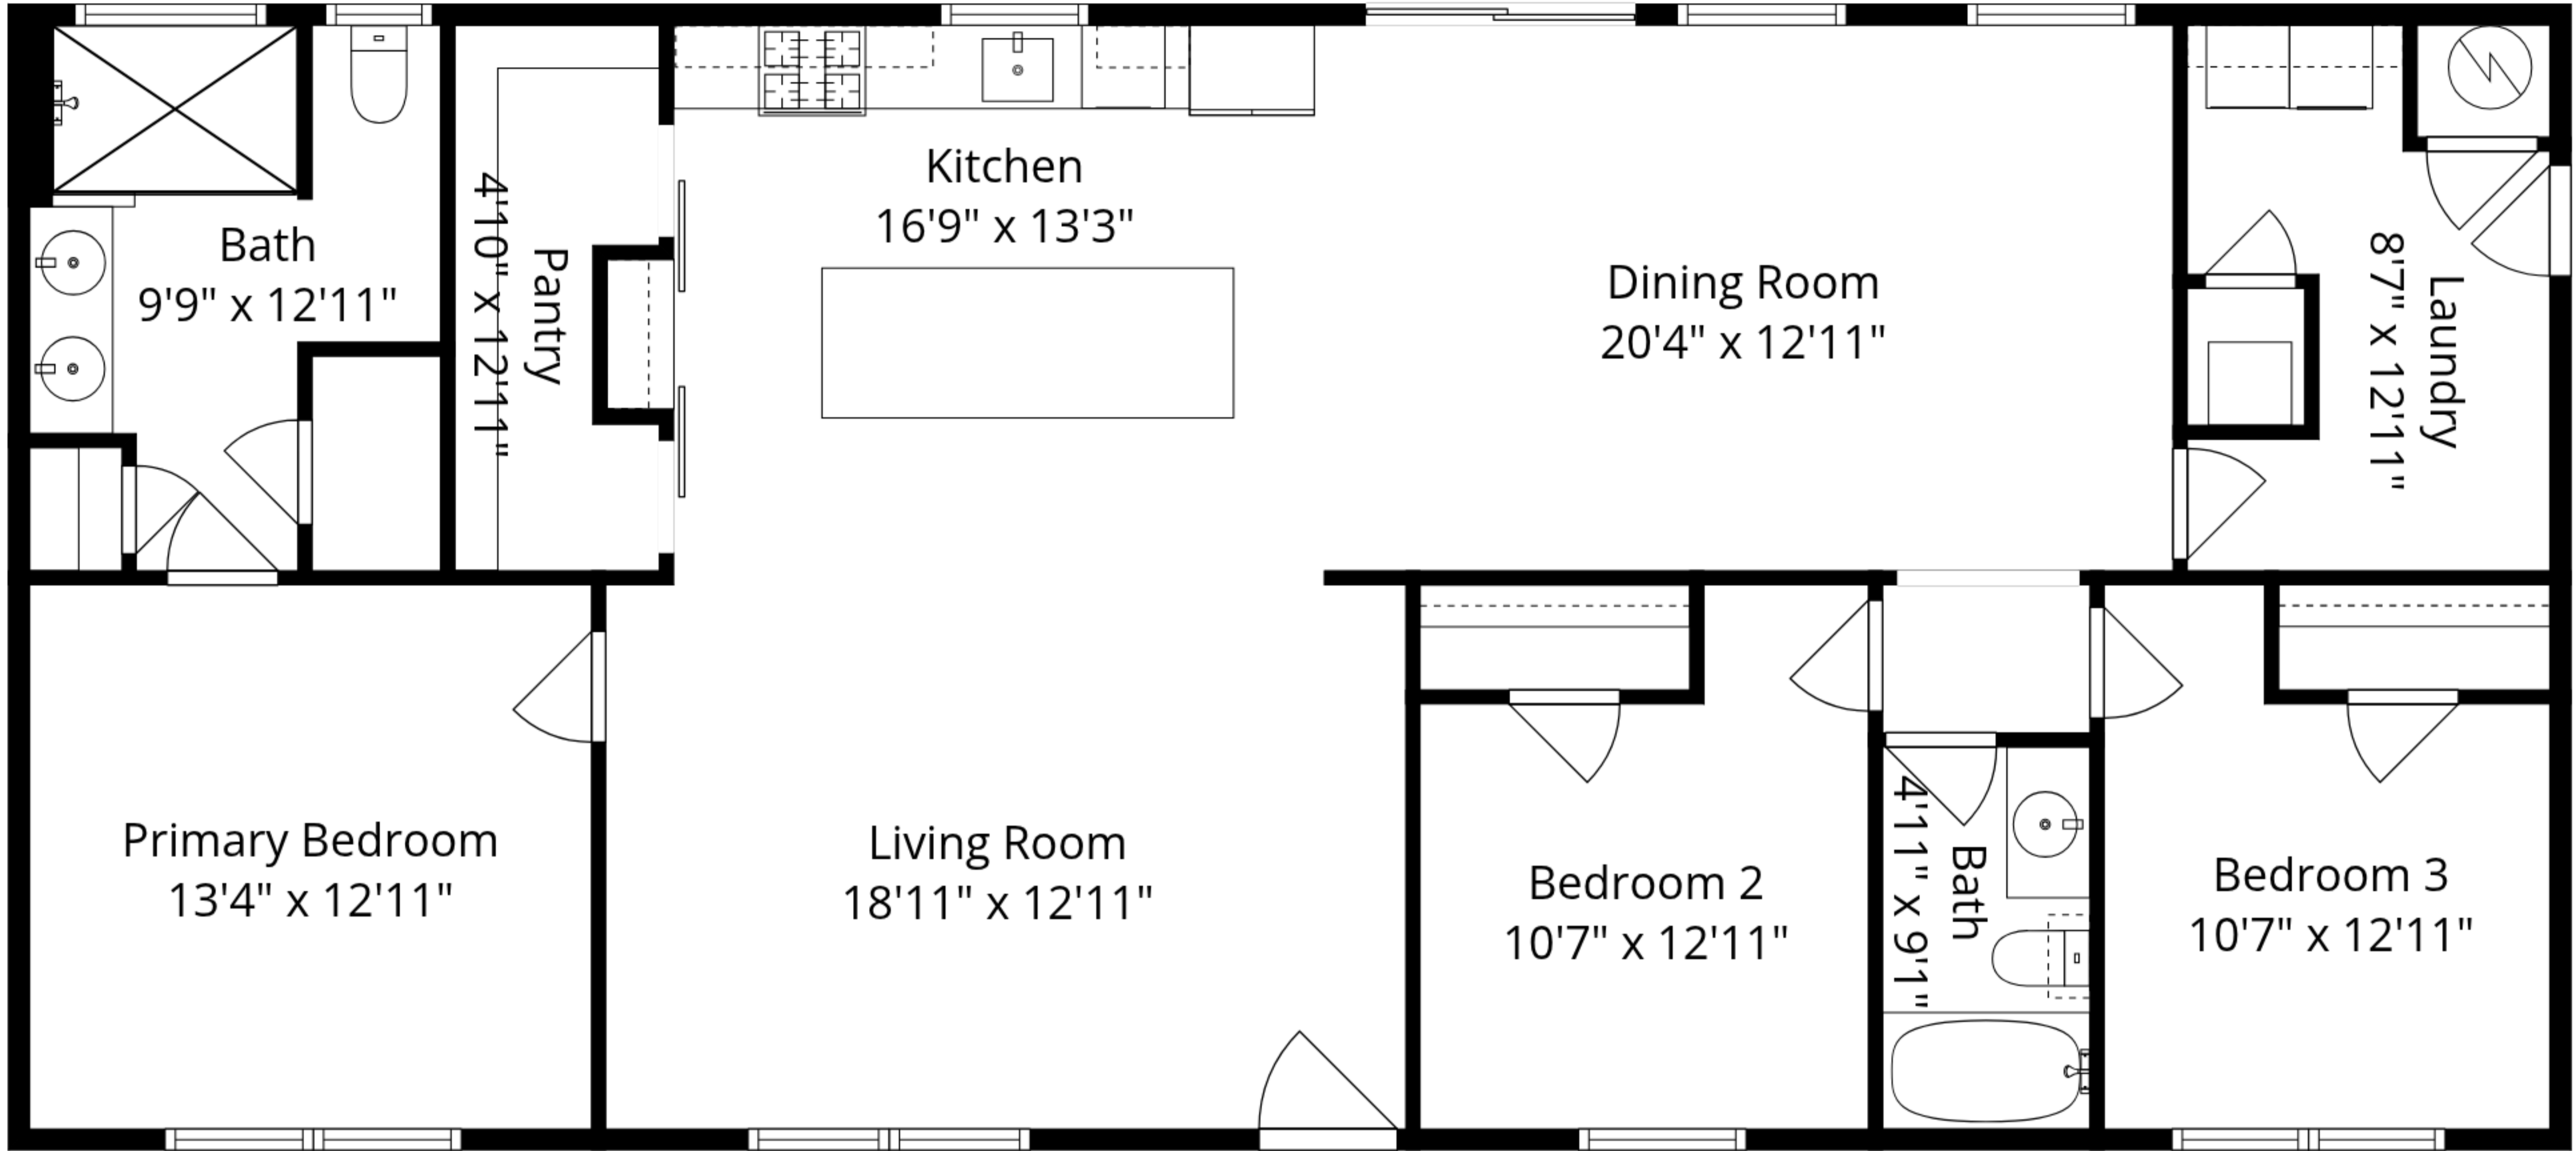 Kitchen
16'9" x 13'3"
Bath
9'9" x 12'11"
Pantry
4'10" x 12'11"
Dining Room
20'4" x 12'11"
Laundry
8'7" x 12'11"
Primary Bedroom
13'4" x 12'11"
Living Room
18'11" x 12'11"
Bedroom 2
10'7" x 12'11"
Bath
4'11" x 9'1"
Bedroom 3
10'7" x 12'11"